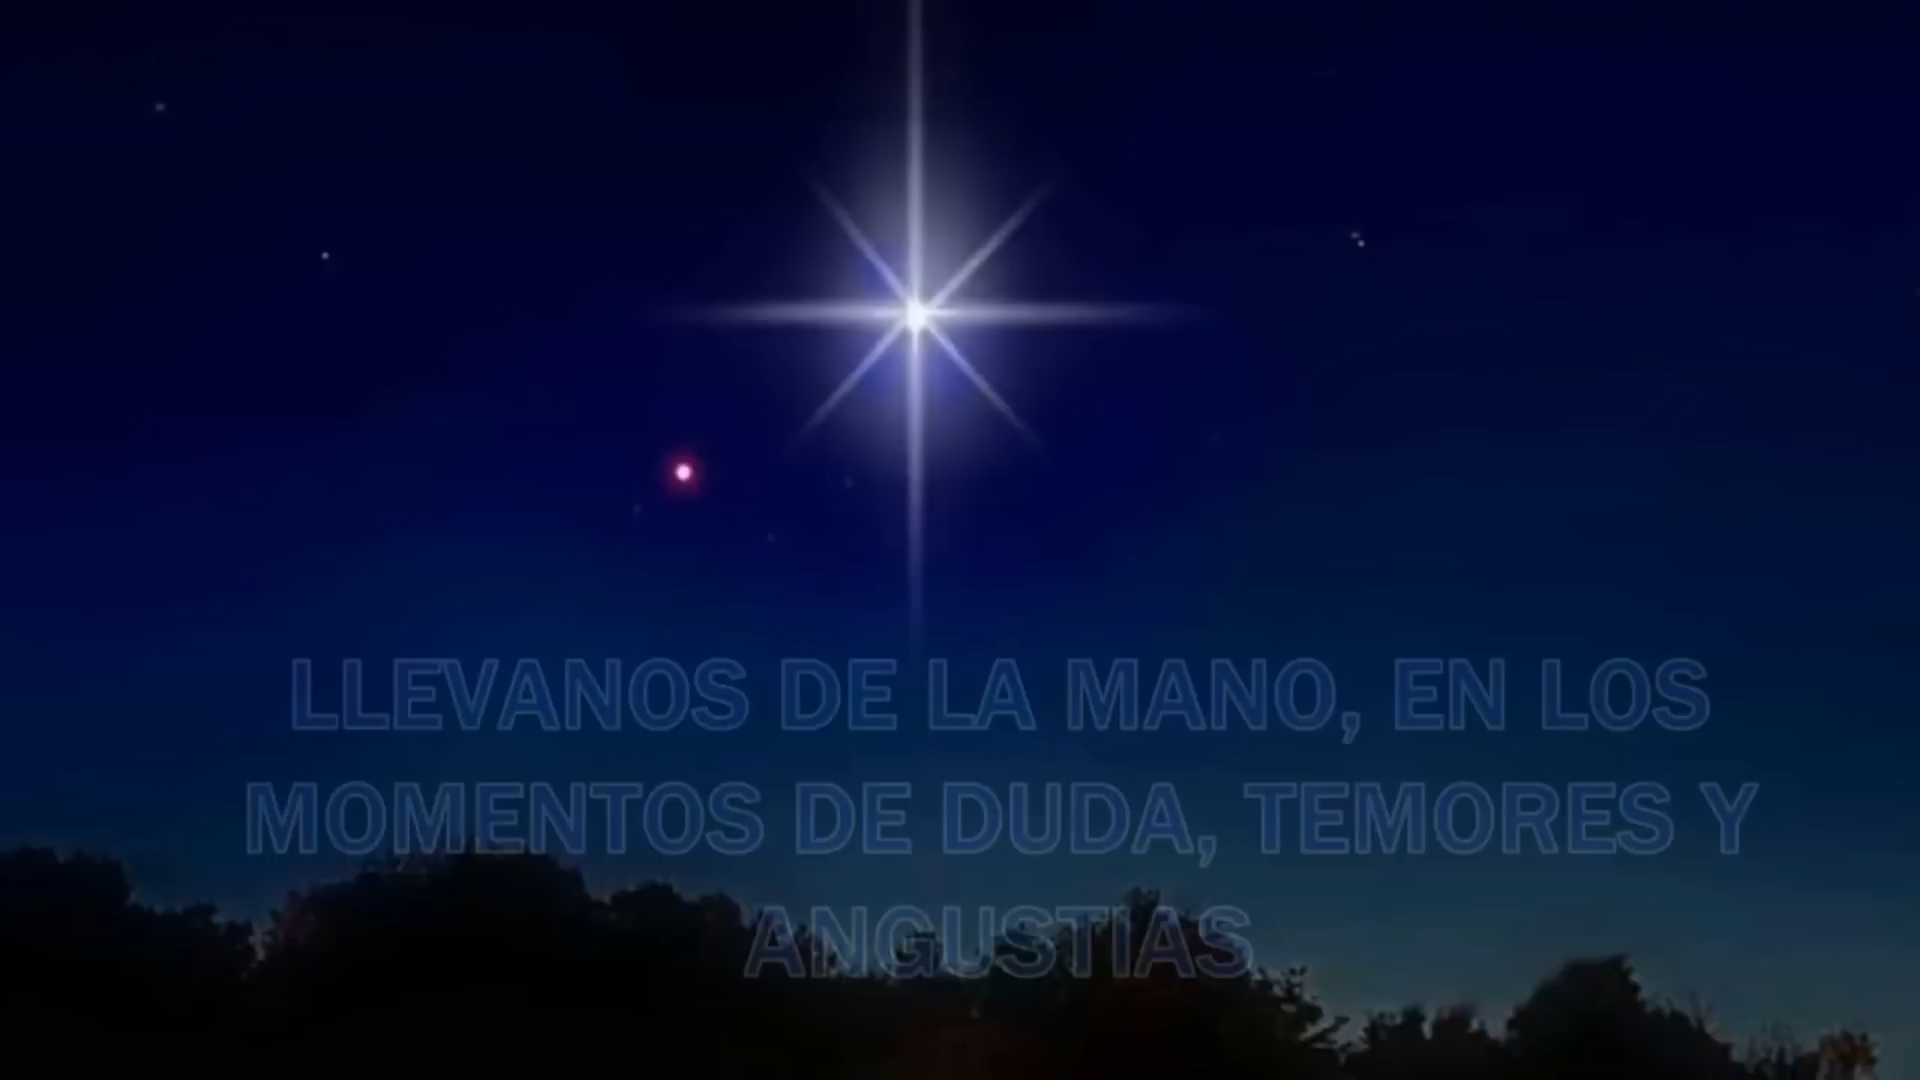 LLEVANOS DE LA MANO, EN LOS
MOMENTOS DE DUDA, TEMORES Y
ANGUSTIAS